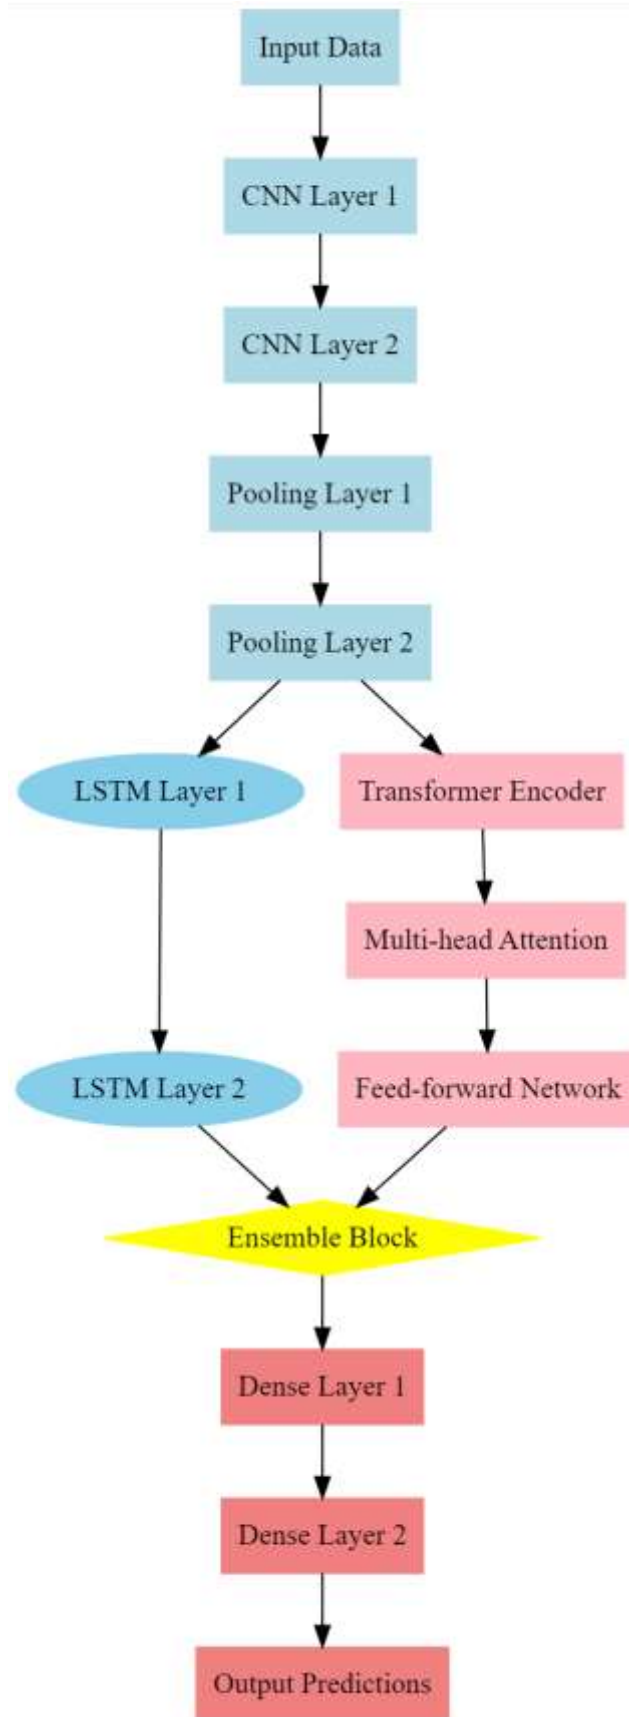 Input Data
CNN Layer 1
CNN Layer 2
Pooling Layer 1
Pooling Layer 2
LSTM Layer 1
Transformer Encoder
Multi-head Attention
LSTM Layer 2
Feed-forward Network
Ensemble Block
Dense Layer 1
Dense Layer 2
Output Predictions